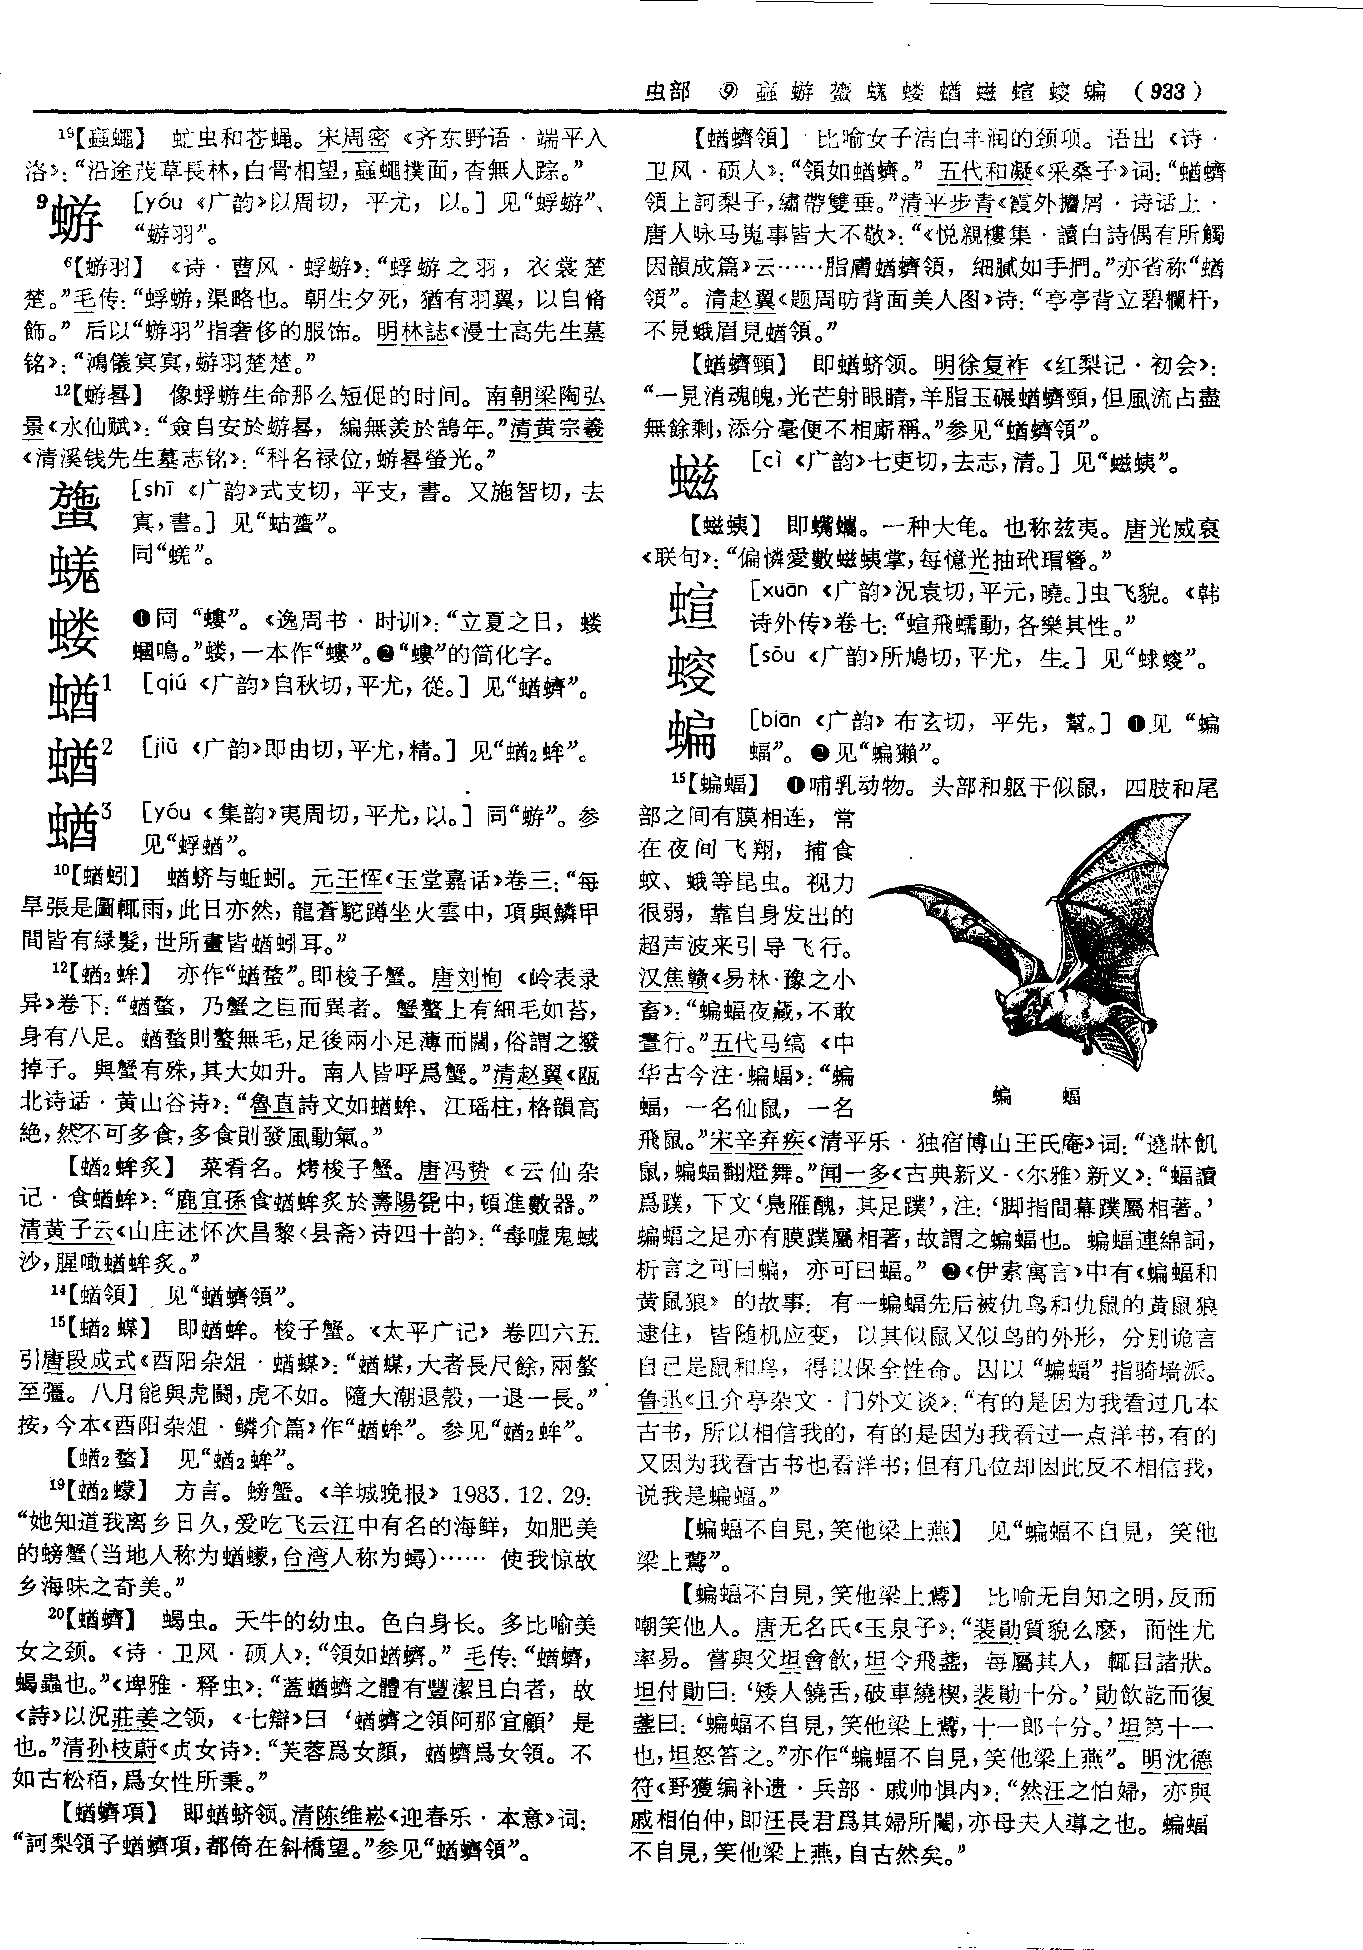 虫部 ⑨ 蝱蝣䗐蝺蝼蝤䗹蝖蝬蝙 (933)
¹⁹【蝱蠅】 虻虫和苍蝇。宋周密《齐东野语·端平入
洛》：“沿途茂草長林，白骨相望，蝱蠅撲面，杳無人踪。”
9 蝣 [yóu 《广韵》以周切，平尤，以。] 见“蜉蝣”、
“蝣羽”。
⁶【蝣羽】 《诗·曹风·蜉蝣》：“蜉蝣之羽，衣裳楚
楚。”毛传：“蜉蝣，渠略也。朝生夕死，猶有羽翼，以自脩
飾。”后以“蝣羽”指奢侈的服饰。明林誌《漫士高先生墓
铭》：“鴻儀寘寘，蝣羽楚楚。”
¹²【蝣晷】 像蜉蝣生命那么短促的时间。南朝梁陶弘
景《水仙赋》：“僉自安於蝣晷，編無羨於鵠年。”清黄宗羲
《清溪钱先生墓志铭》：“科名禄位，蝣晷螢光。”
䗐 [shī 《广韵》式支切，平支，書。又施智切，去
寘，書。] 见“蛄䗐”。
同“蜣”。
蝼 ❶同“螻”。《逸周书·时训》：“立夏之日，蝼
蟈鳴。”蝼，一本作“螻”。❷“螻”的简化字。
蝤¹ [qiú 《广韵》自秋切，平尤，從。] 见“蝤蠐”。
蝤² [jiū 《广韵》即由切，平尤，精。] 见“蝤₂蛑”。
蝤³ [yóu 《集韵》夷周切，平尤，以。] 同“蝣”。参
见“蜉蝤”。
¹⁰【蝤蚓】 蝤蛴与蚯蚓。元王恽《玉堂嘉话》卷三：“每
旱張是圖輒雨，此日亦然，龍蒼駝蹲坐火雲中，項與鱗甲
間皆有緑髮，世所畫皆蝤蚓耳。”
¹²【蝤₂蛑】 亦作“蝤蝥”。即梭子蟹。唐刘恂《岭表录
异》卷下：“蝤蝥，乃蟹之巨而異者。蟹螯上有細毛如苔，
身有八足。蝤蝥則螯無毛，足後兩小足薄而闊，俗謂之撥
掉子。與蟹有殊，其大如升。南人皆呼爲蟹。”清赵翼《瓯
北诗话·黄山谷诗》：“魯直詩文如蝤蛑、江瑶柱，格韻高
絶，然不可多食，多食則發風動氣。”
【蝤₂蛑炙】 菜肴名。烤梭子蟹。唐冯贽《云仙杂
记·食蝤蛑》：“鹿宜孫食蝤蛑炙於壽陽瓷中，頓進數器。”
清黄子云《山庄述怀次昌黎〈县斋〉诗四十韵》：“毒噓鬼蜮
沙，腥噉蝤蛑炙。”
¹⁴【蝤領】 见“蝤蠐領”。
¹⁵【蝤₂蝶】 即蝤蛑。梭子蟹。《太平广记》卷四六五
引唐段成式《酉阳杂俎·蝤蝶》：“蝤蝶，大者長尺餘，兩螯
至彊。八月能與虎鬭，虎不如。隨大潮退殼，一退一長。”
按，今本《酉阳杂俎·鳞介篇》作“蝤蛑”。参见“蝤₂蛑”。
【蝤₂蝥】 见“蝤₂蛑”。
¹⁹【蝤₂蠓】 方言。螃蟹。《羊城晚报》1983.12.29：
“她知道我离乡日久，爱吃飞云江中有名的海鲜，如肥美
的螃蟹（当地人称为蝤蠓，台湾人称为蟳）…… 使我惊故
乡海味之奇美。”
²⁰【蝤蠐】 蝎虫。天牛的幼虫。色白身长。多比喻美
女之颈。《诗·卫风·硕人》：“領如蝤蠐。”毛传：“蝤蠐，
蝎蟲也。”《埤雅·释虫》：“蓋蝤蠐之體有豐潔且白者，故
《詩》以況莊姜之领，《七辯》曰‘蝤蠐之領阿那宜顧’是
也。”清孙枝蔚《贞女诗》：“芙蓉爲女顔，蝤蠐爲女領。不
如古松栢，爲女性所秉。”
【蝤蠐項】 即蝤蛴领。清陈维崧《迎春乐·本意》词：
“訶梨領子蝤蠐項，都倚在斜橋望。”参见“蝤蠐領”。
【蝤蠐領】 比喻女子洁白丰润的颈项。语出《诗·
卫风·硕人》：“領如蝤蠐。”五代和凝《采桑子》词：“蝤蠐
領上訶梨子，繡帶雙垂。”清平步青《霞外攟屑·诗话上·
唐人咏马嵬事皆大不敬》：“《悦親樓集·讀白詩偶有所觸
因韻成篇》云……脂膚蝤蠐領，細膩如手捫。”亦省称“蝤
領”。清赵翼《题周昉背面美人图》诗：“亭亭背立碧欄杆，
不見蛾眉見蝤領。”
【蝤蠐頸】 即蝤蛴领。明徐复祚《红梨记·初会》：
“一見消魂魄，光芒射眼睛，羊脂玉碾蝤蠐頸，但風流占盡
無餘剩，添分毫便不相廝稱。”参见“蝤蠐領”。
[cì 《广韵》七吏切，去志，清。] 见“䗹蛦”。
【䗹蛦】 即蟕蠵。一种大龟。也称兹夷。唐光威裒
《联句》：“偏憐愛數䗹蛦掌，每憶光抽玳瑁簪。”
蝖 [xuān 《广韵》况袁切，平元，曉。]虫飞貌。《韩
诗外传》卷七：“蝖飛蠕動，各樂其性。”
蝬 [sōu 《广韵》所鳩切，平尤，生。] 见“蛷蝬”。
蝙 [biān 《广韵》布玄切，平先，幫。] ❶见“蝙
蝠”。❷见“蝙獺”。
¹⁵【蝙蝠】 ❶哺乳动物。头部和躯干似鼠，四肢和尾
部之间有膜相连，常
在夜间飞翔，捕食
蚊、蛾等昆虫。视力
很弱，靠自身发出的
超声波来引导飞行。
汉焦赣《易林·豫之小
畜》：“蝙蝠夜藏，不敢
晝行。”五代马缟《中
华古今注·蝙蝠》：“蝙
蝠，一名仙鼠，一名
蝙 蝠
飛鼠。”宋辛弃疾《清平乐·独宿博山王氏庵》词：“遶牀飢
鼠，蝙蝠翻燈舞。”闻一多《古典新义·〈尔雅〉新义》：“蝠讀
爲蹼，下文‘鳧雁醜，其足蹼’，注：‘脚指間幕蹼屬相著。’
蝙蝠之足亦有膜蹼屬相著，故謂之蝙蝠也。蝙蝠連綿詞，
析言之可曰蝙，亦可曰蝠。”❷《伊索寓言》中有《蝙蝠和
黄鼠狼》的故事：有一蝙蝠先后被仇鸟和仇鼠的黄鼠狼
逮住，皆随机应变，以其似鼠又似鸟的外形，分别诡言
自己是鼠和鸟，得以保全性命。因以“蝙蝠”指骑墙派。
鲁迅《且介亭杂文·门外文谈》：“有的是因为我看过几本
古书，所以相信我的，有的是因为我看过一点洋书，有的
又因为我看古书也看洋书；但有几位却因此反不相信我，
说我是蝙蝠。”
【蝙蝠不自見，笑他梁上燕】 见“蝙蝠不自見，笑他
梁上鷰”。
【蝙蝠不自見，笑他梁上鷰】 比喻无自知之明，反而
嘲笑他人。唐无名氏《玉泉子》：“裴勛質貌么麽，而性尤
率易。嘗與父坦會飲，坦令飛盞，每屬其人，輒目諸狀。
坦付勛曰：‘矮人饒舌，破車繞楔，裴勛十分。’勛飲訖而復
盞曰：‘蝙蝠不自見，笑他梁上鷰，十一郎十分。’坦第十一
也，坦怒笞之。”亦作“蝙蝠不自見，笑他梁上燕”。明沈德
符《野獲编补遗·兵部·戚帅惧内》：“然汪之怕婦，亦與
戚相伯仲，即汪長君爲其婦所閹，亦母夫人導之也。蝙蝠
不自見，笑他梁上燕，自古然矣。”